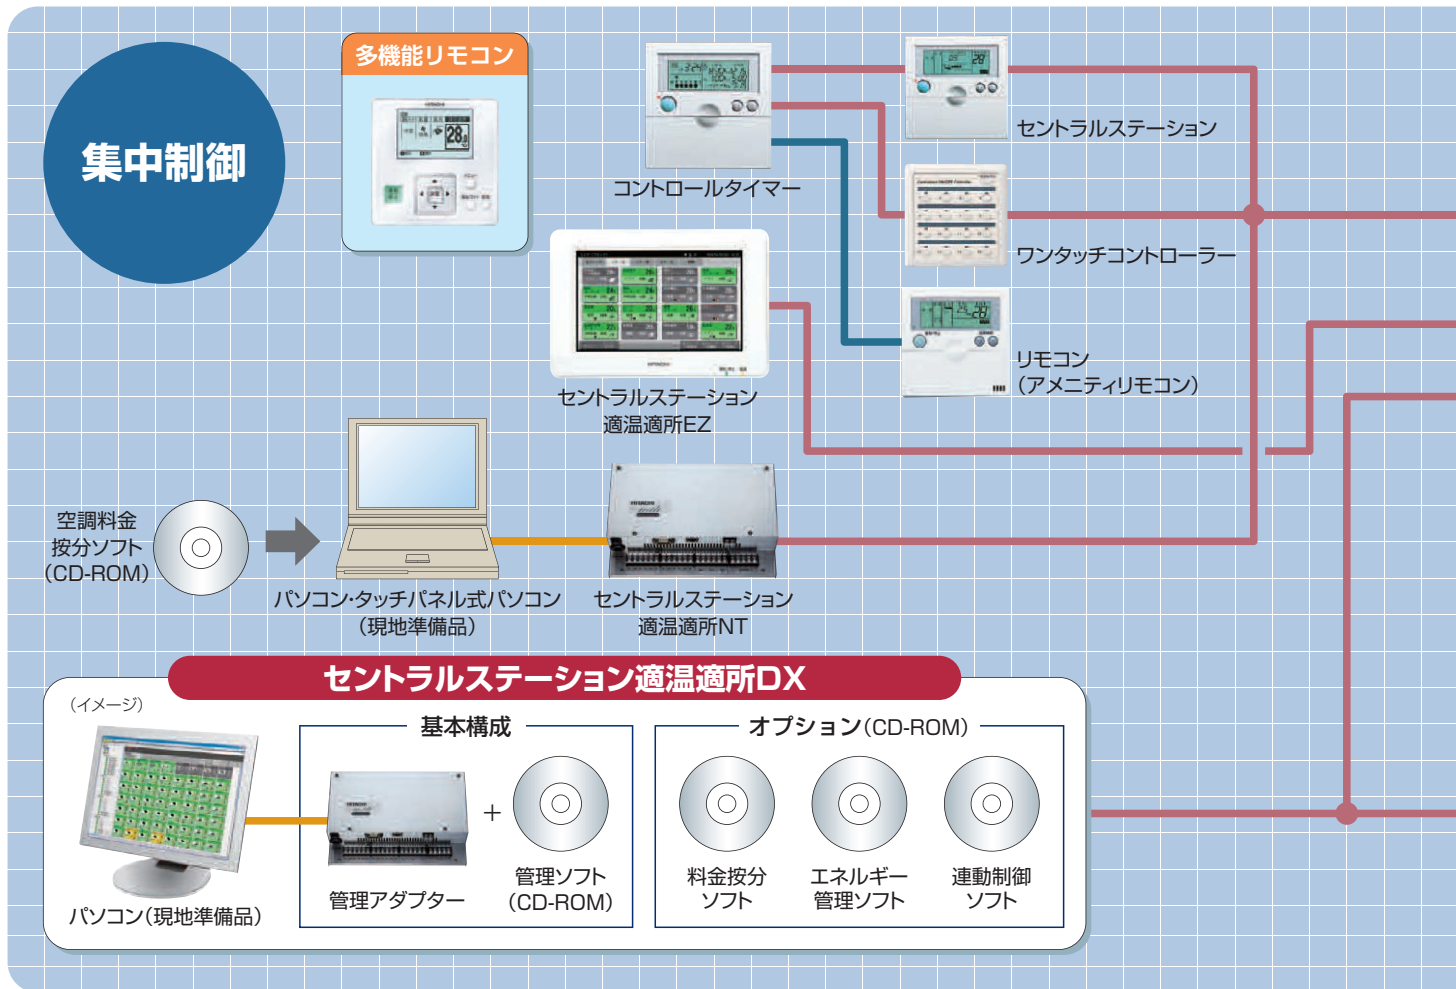 集中制御
多機能リモコン
HITACHI
28
コントロールタイマー
28
セントラルステーション
ワンタッチコントローラー
28
リモコン
（アメニティリモコン）
HITACHI
セントラルステーション
適温適所EZ
空調料金
按分ソフト
（CD-ROM）
パソコン・タッチパネル式パソコン
（現地準備品）
HITACHI
セントラルステーション
適温適所NT
セントラルステーション適温適所DX
（イメージ）
パソコン（現地準備品）
基本構成
管理アダプター
+
管理ソフト
（CD-ROM）
オプション（CD-ROM）
料金按分
ソフト
エネルギー
管理ソフト
連動制御
ソフト